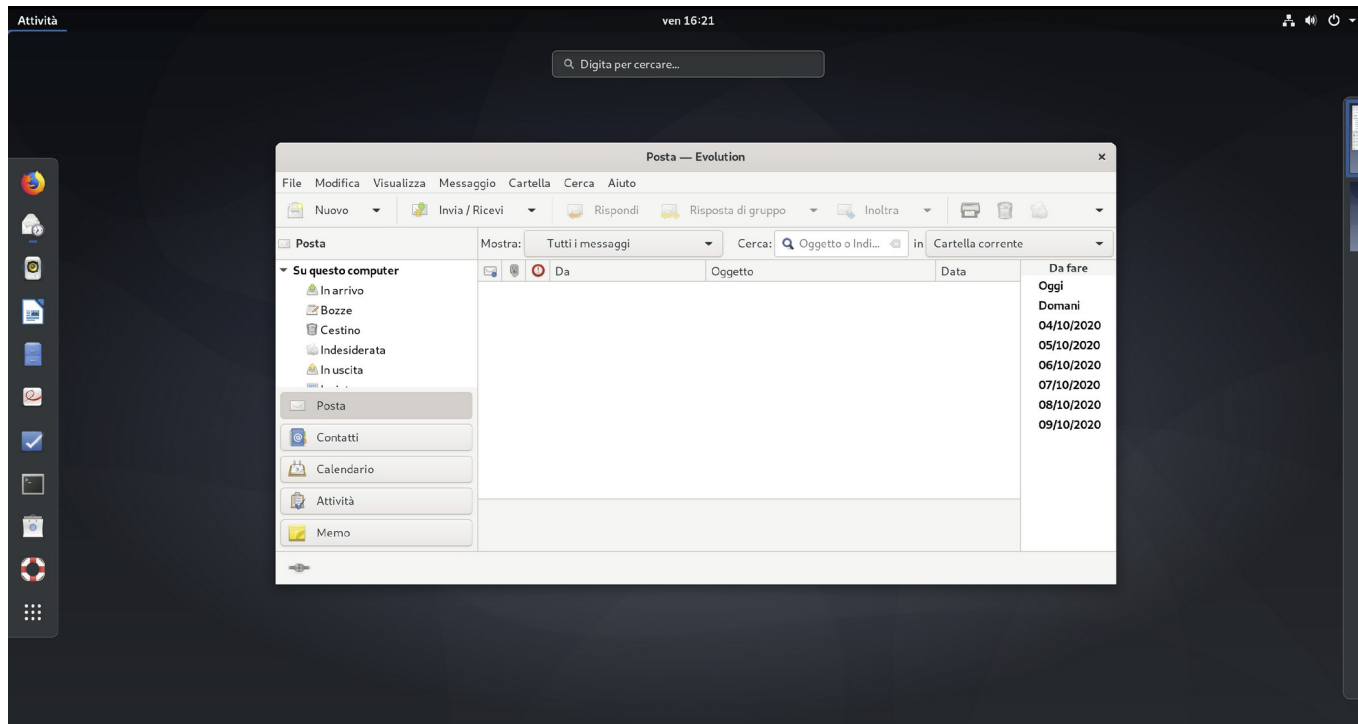 Attività ven 16:21
Digita per cercare...
Posta — Evolution
File Modifica Visualizza Messaggio Cartella Cerca Aiuto
Nuovo Invia / Ricevi Rispondi Risposta di gruppo Inoltra
Posta Mostra: Tutti i messaggi Cerca: Oggetto o Indi... in Cartella corrente
Su questo computer Da Oggetto Data Da fare
In arrivo Oggi
Bozze Domani
Cestino 04/10/2020
Indesiderata 05/10/2020
In uscita 06/10/2020
07/10/2020
Posta 08/10/2020
09/10/2020
Contatti
Calendario
Attività
Memo